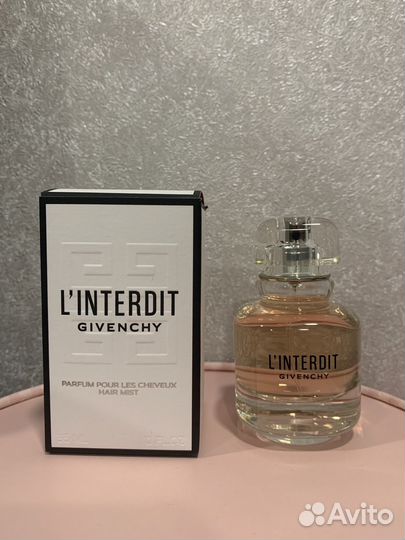 L'INTERDIT
GIVENCHY
PARFUM POUR LES CHEVEUX
HAIR MIST
L'INTERDIT
GIVENCHY
Avito